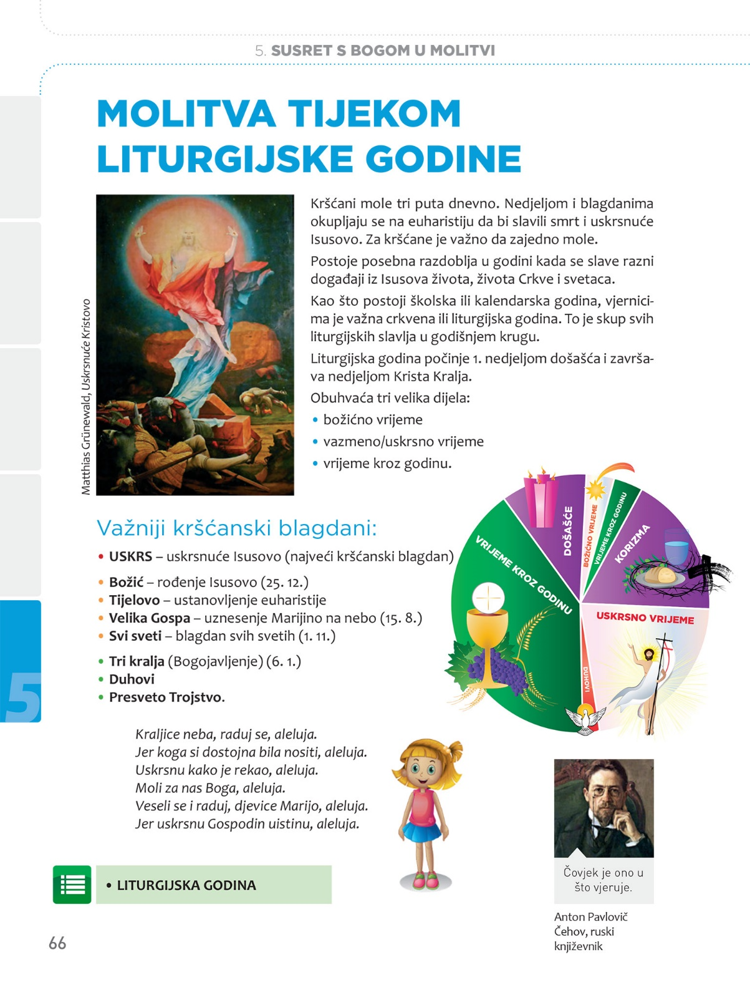 5. SUSRET S BOGOM U MOLITVI
MOLITVA TIJEKOM
LITURGIJSKE GODINE
Matthias Grünewald, Uskrsnuće Kristovo
Kršćani mole tri puta dnevno. Nedjeljom i blagdanima
okupljaju se na euharistiju da bi slavili smrt i uskrsnuće
Isusovo. Za kršćane je važno da zajedno mole.
Postoje posebna razdoblja u godini kada se slave razni
događaji iz Isusova života, života Crkve i svetaca.
Kao što postoji školska ili kalendarska godina, vjernici-
ma je važna crkvena ili liturgijska godina. To je skup svih
liturgijskih slavlja u godišnjem krugu.
Liturgijska godina počinje 1. nedjeljom došašća i završa-
va nedjeljom Krista Kralja.
Obuhvaća tri velika dijela:
• božićno vrijeme
• vazmeno/uskrsno vrijeme
• vrijeme kroz godinu.
VRIJEME KROZ GODINU
DOŠAŠĆE
BOŽIĆNO VRIJEME
VRIJEME KROZ GODINU
KORIZMA
USKRSNO VRIJEME
DUHOVI
Važniji kršćanski blagdani:
• USKRS – uskrsnuće Isusovo (najveći kršćanski blagdan)
• Božić – rođenje Isusovo (25. 12.)
• Tijelovo – ustanovljenje euharistije
• Velika Gospa – uznesenje Marijino na nebo (15. 8.)
• Svi sveti – blagdan svih svetih (1. 11.)
• Tri kralja (Bogojavljenje) (6. 1.)
• Duhovi
• Presveto Trojstvo.
Kraljice neba, raduj se, aleluja.
Jer koga si dostojna bila nositi, aleluja.
Uskrsnu kako je rekao, aleluja.
Moli za nas Boga, aleluja.
Veseli se i raduj, djevice Marijo, aleluja.
Jer uskrsnu Gospodin uistinu, aleluja.
5
• LITURGIJSKA GODINA
Čovjek je ono u
što vjeruje.
Anton Pavlovič
Čehov, ruski
književnik
66